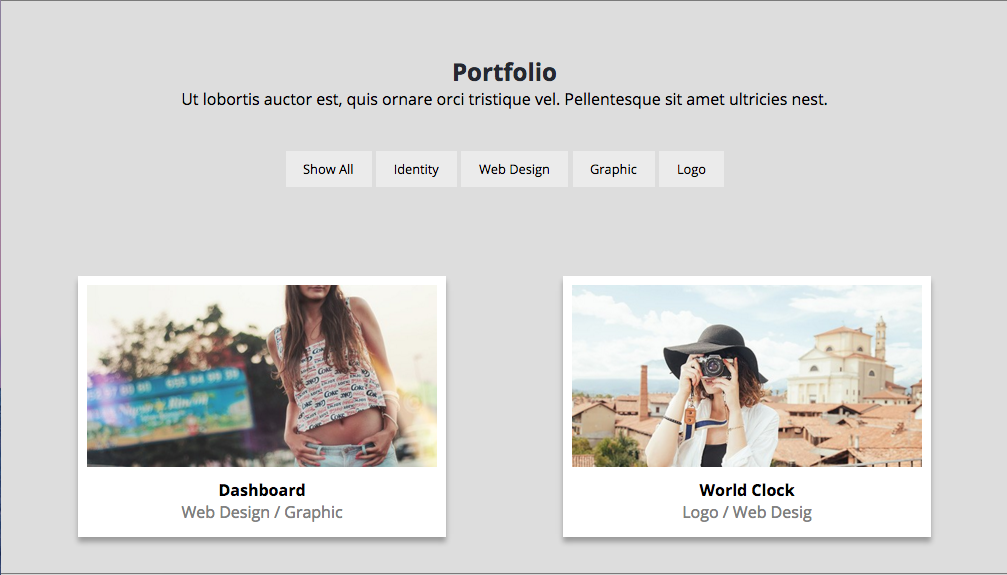 Portfolio
Ut lobortis auctor est, quis ornare orci tristique vel. Pellentesque sit amet ultricies nest.
Show All
Identity
Web Design
Graphic
Logo
Coke
Dashboard
Web Design / Graphic
World Clock
Logo / Web Desig